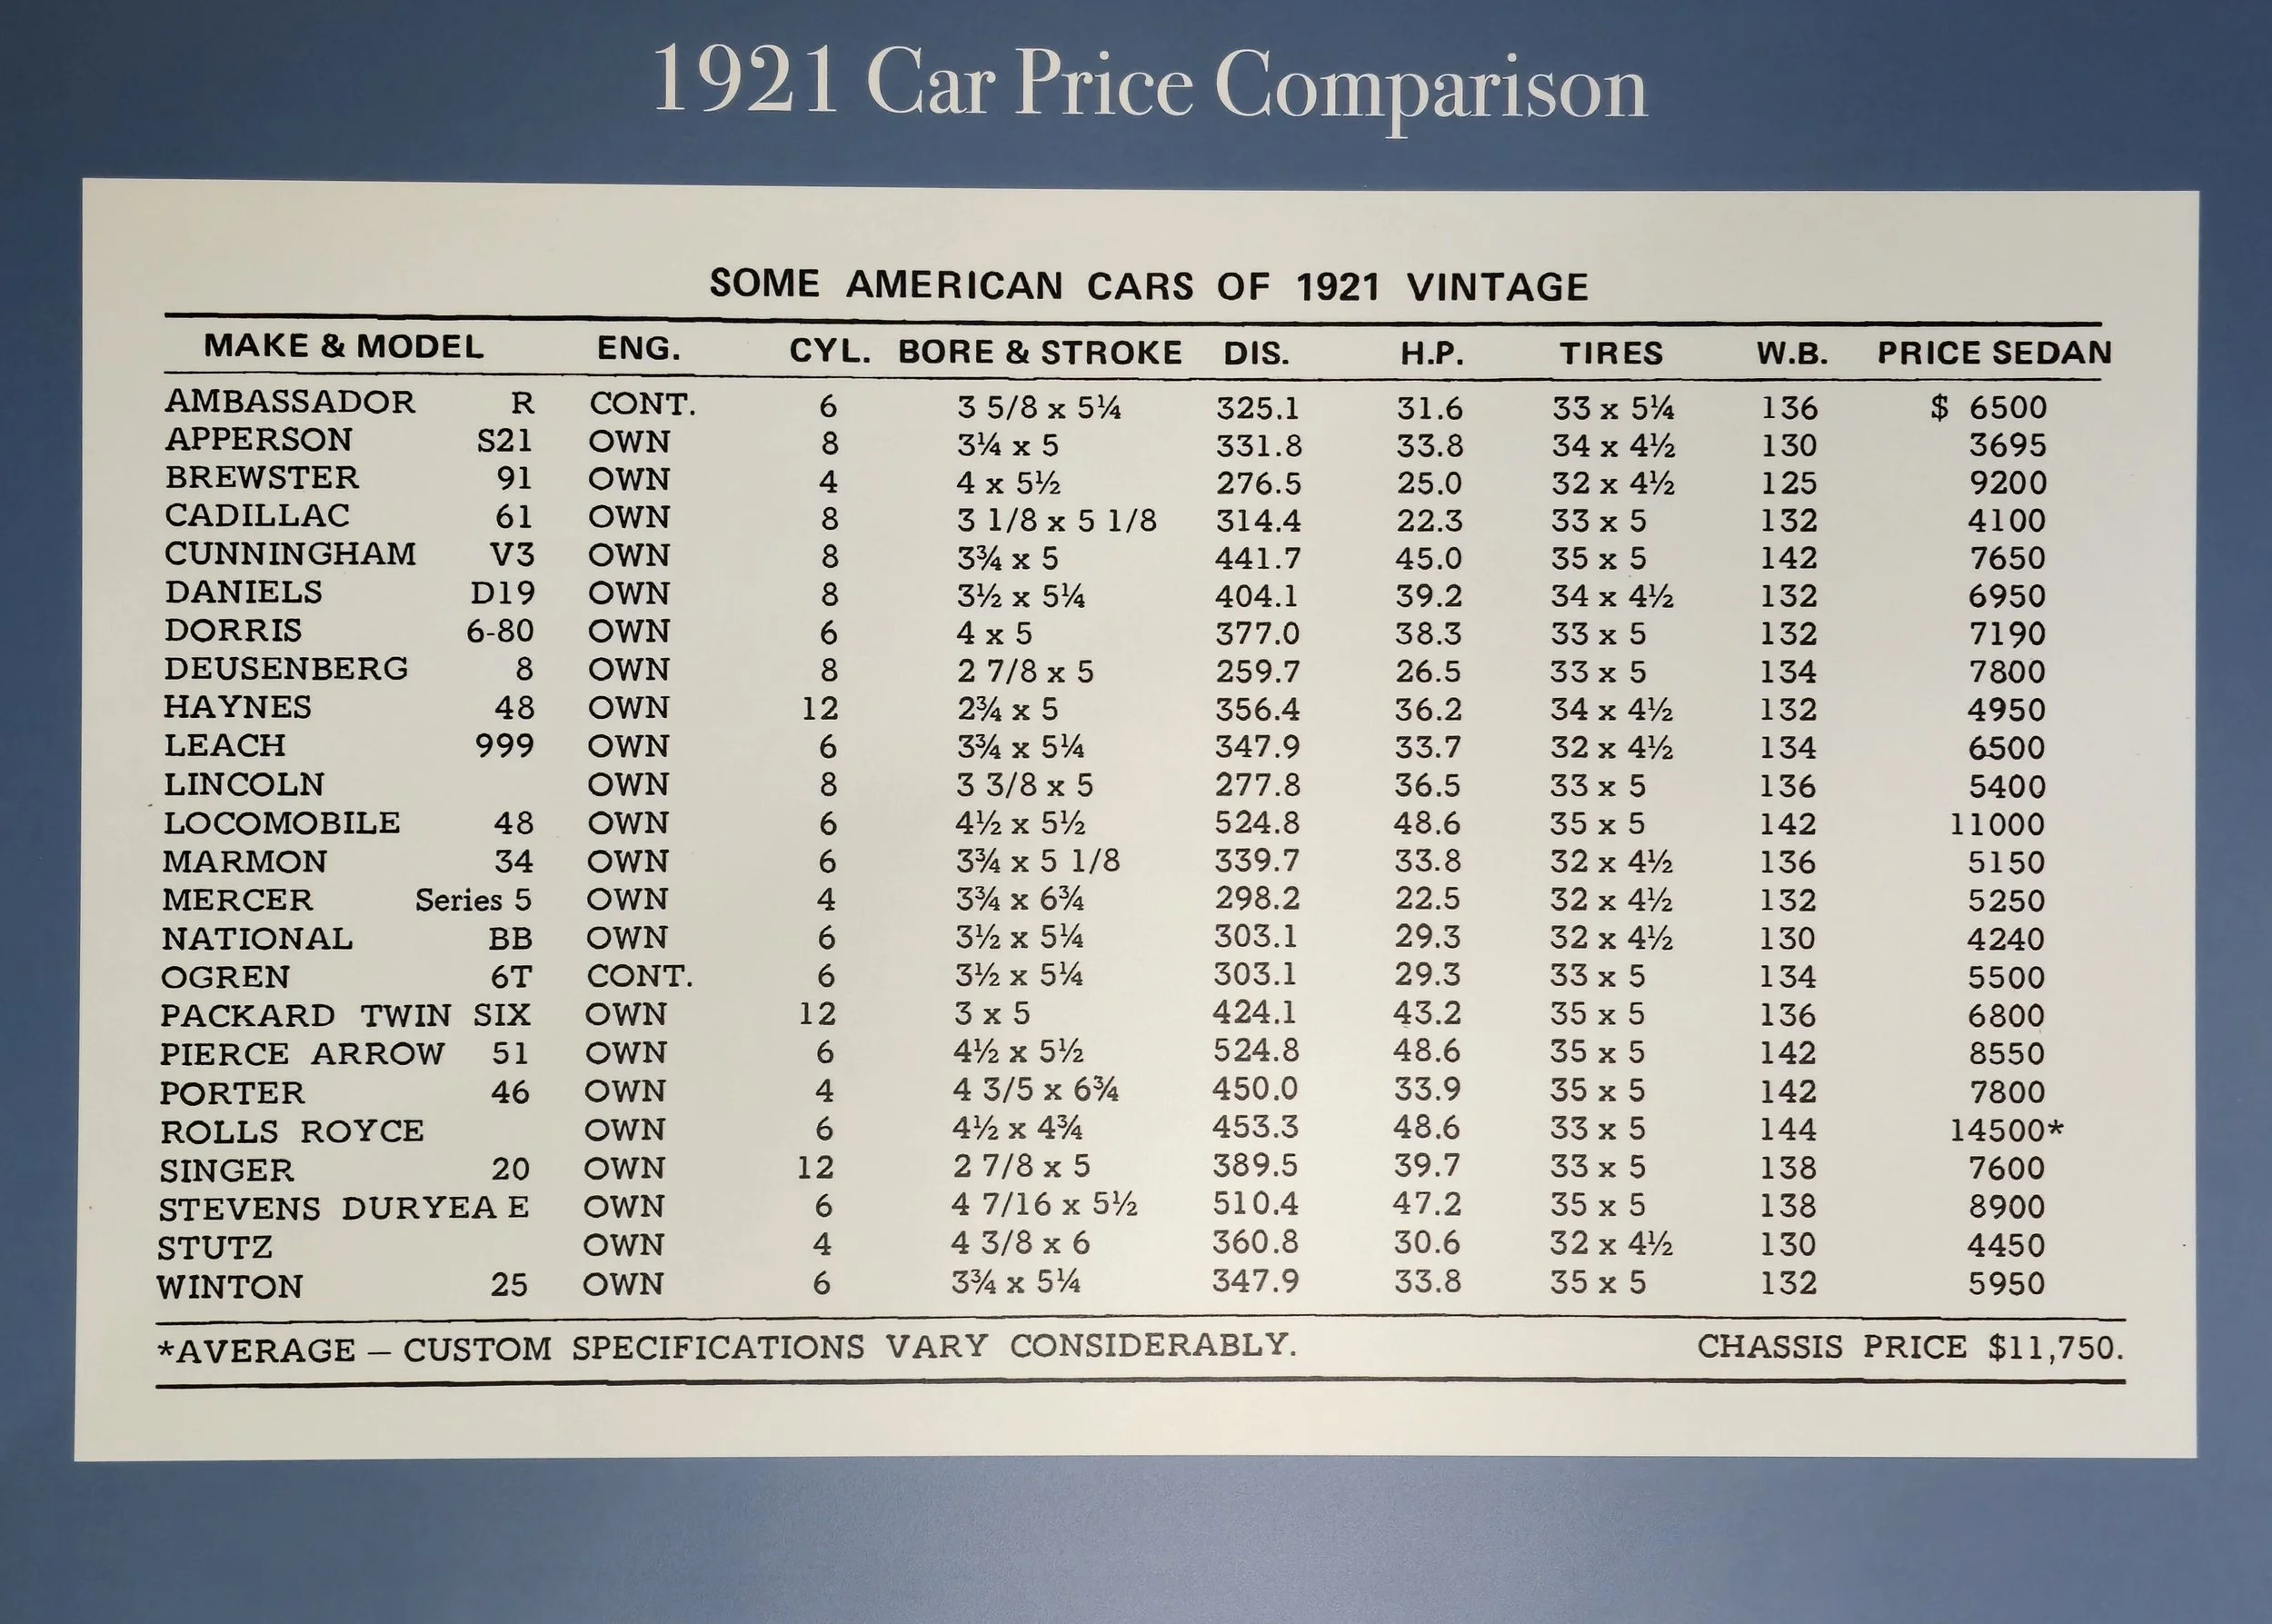 1921 Car Price Comparison
SOME AMERICAN CARS OF 1921 VINTAGE
MAKE & MODEL ENG. CYL. BORE & STROKE DIS. H.P. TIRES W.B. PRICE SEDAN
AMBASSADOR R CONT. 6 3 5/8 x 5¼ 325.1 31.6 33 x 5¼ 136 $ 6500
APPERSON S21 OWN 8 3¼ x 5 331.8 33.8 34 x 4½ 130 3695
BREWSTER 91 OWN 4 4 x 5½ 276.5 25.0 32 x 4½ 125 9200
CADILLAC 61 OWN 8 3 1/8 x 5 1/8 314.4 22.3 33 x 5 132 4100
CUNNINGHAM V3 OWN 8 3¾ x 5 441.7 45.0 35 x 5 142 7650
DANIELS D19 OWN 8 3½ x 5¼ 404.1 39.2 34 x 4½ 132 6950
DORRIS 6-80 OWN 6 4 x 5 377.0 38.3 33 x 5 132 7190
DEUSENBERG 8 OWN 8 2 7/8 x 5 259.7 26.5 33 x 5 134 7800
HAYNES 48 OWN 12 2¾ x 5 356.4 36.2 34 x 4½ 132 4950
LEACH 999 OWN 6 3¾ x 5¼ 347.9 33.7 32 x 4½ 134 6500
LINCOLN OWN 8 3 3/8 x 5 277.8 36.5 33 x 5 136 5400
LOCOMOBILE 48 OWN 6 4½ x 5½ 524.8 48.6 35 x 5 142 11000
MARMON 34 OWN 6 3¾ x 5 1/8 339.7 33.8 32 x 4½ 136 5150
MERCER Series 5 OWN 4 3¾ x 6¾ 298.2 22.5 32 x 4½ 132 5250
NATIONAL BB OWN 6 3½ x 5¼ 303.1 29.3 32 x 4½ 130 4240
OGREN 6T CONT. 6 3½ x 5¼ 303.1 29.3 33 x 5 134 5500
PACKARD TWIN SIX OWN 12 3 x 5 424.1 43.2 35 x 5 136 6800
PIERCE ARROW 51 OWN 6 4½ x 5½ 524.8 48.6 35 x 5 142 8550
PORTER 46 OWN 4 4 3/5 x 6¾ 450.0 33.9 35 x 5 142 7800
ROLLS ROYCE OWN 6 4½ x 4¾ 453.3 48.6 33 x 5 144 14500*
SINGER 20 OWN 12 2 7/8 x 5 389.5 39.7 33 x 5 138 7600
STEVENS DURYEA E OWN 6 4 7/16 x 5½ 510.4 47.2 35 x 5 138 8900
STUTZ OWN 4 4 3/8 x 6 360.8 30.6 32 x 4½ 130 4450
WINTON 25 OWN 6 3¾ x 5¼ 347.9 33.8 35 x 5 132 5950
*AVERAGE – CUSTOM SPECIFICATIONS VARY CONSIDERABLY. CHASSIS PRICE $11,750.